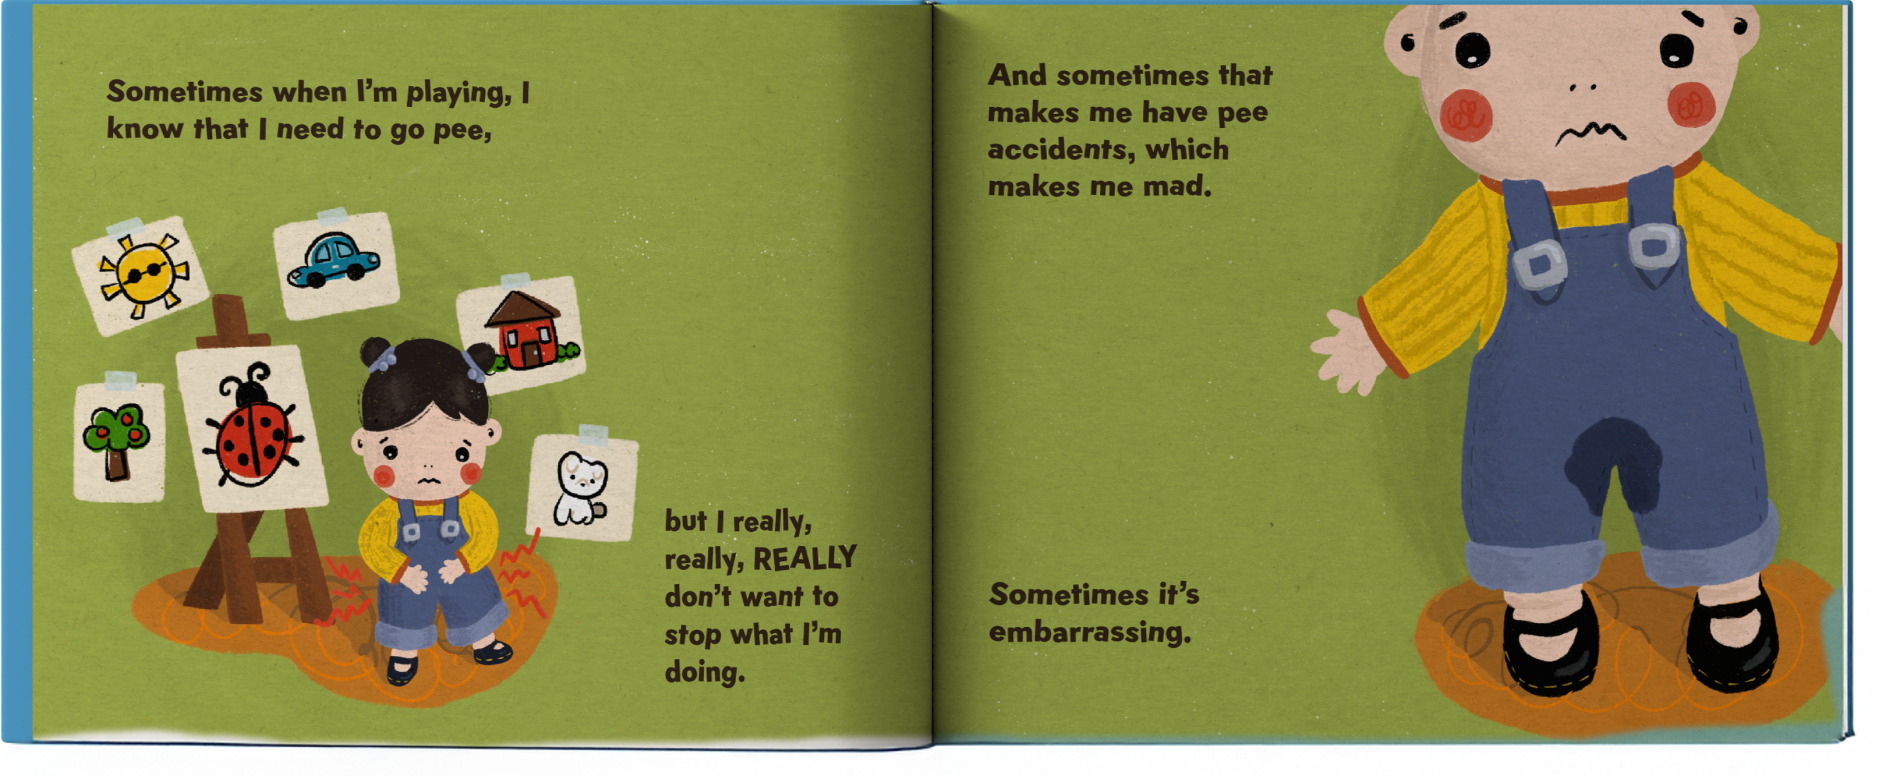 Sometimes when I'm playing, I
know that I need to go pee,
but I really,
really, REALLY
don't want to
stop what I'm
doing.
And sometimes that
makes me have pee
accidents, which
makes me mad.
Sometimes it's
embarrassing.